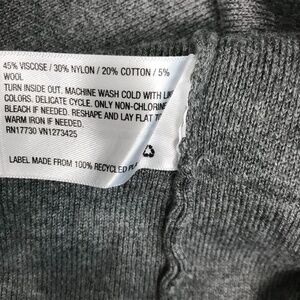 45% VISCOSE / 30% NYLON / 20% COTTON / 5%
WOOL
TURN INSIDE OUT. MACHINE WASH COLD WITH LIKE
COLORS. DELICATE CYCLE. ONLY NON-CHLORINE
BLEACH IF NEEDED. RESHAPE AND LAY FLAT TO
WARM IRON IF NEEDED.
RN17730 VN1273425
LABEL MADE FROM 100% RECYCLED